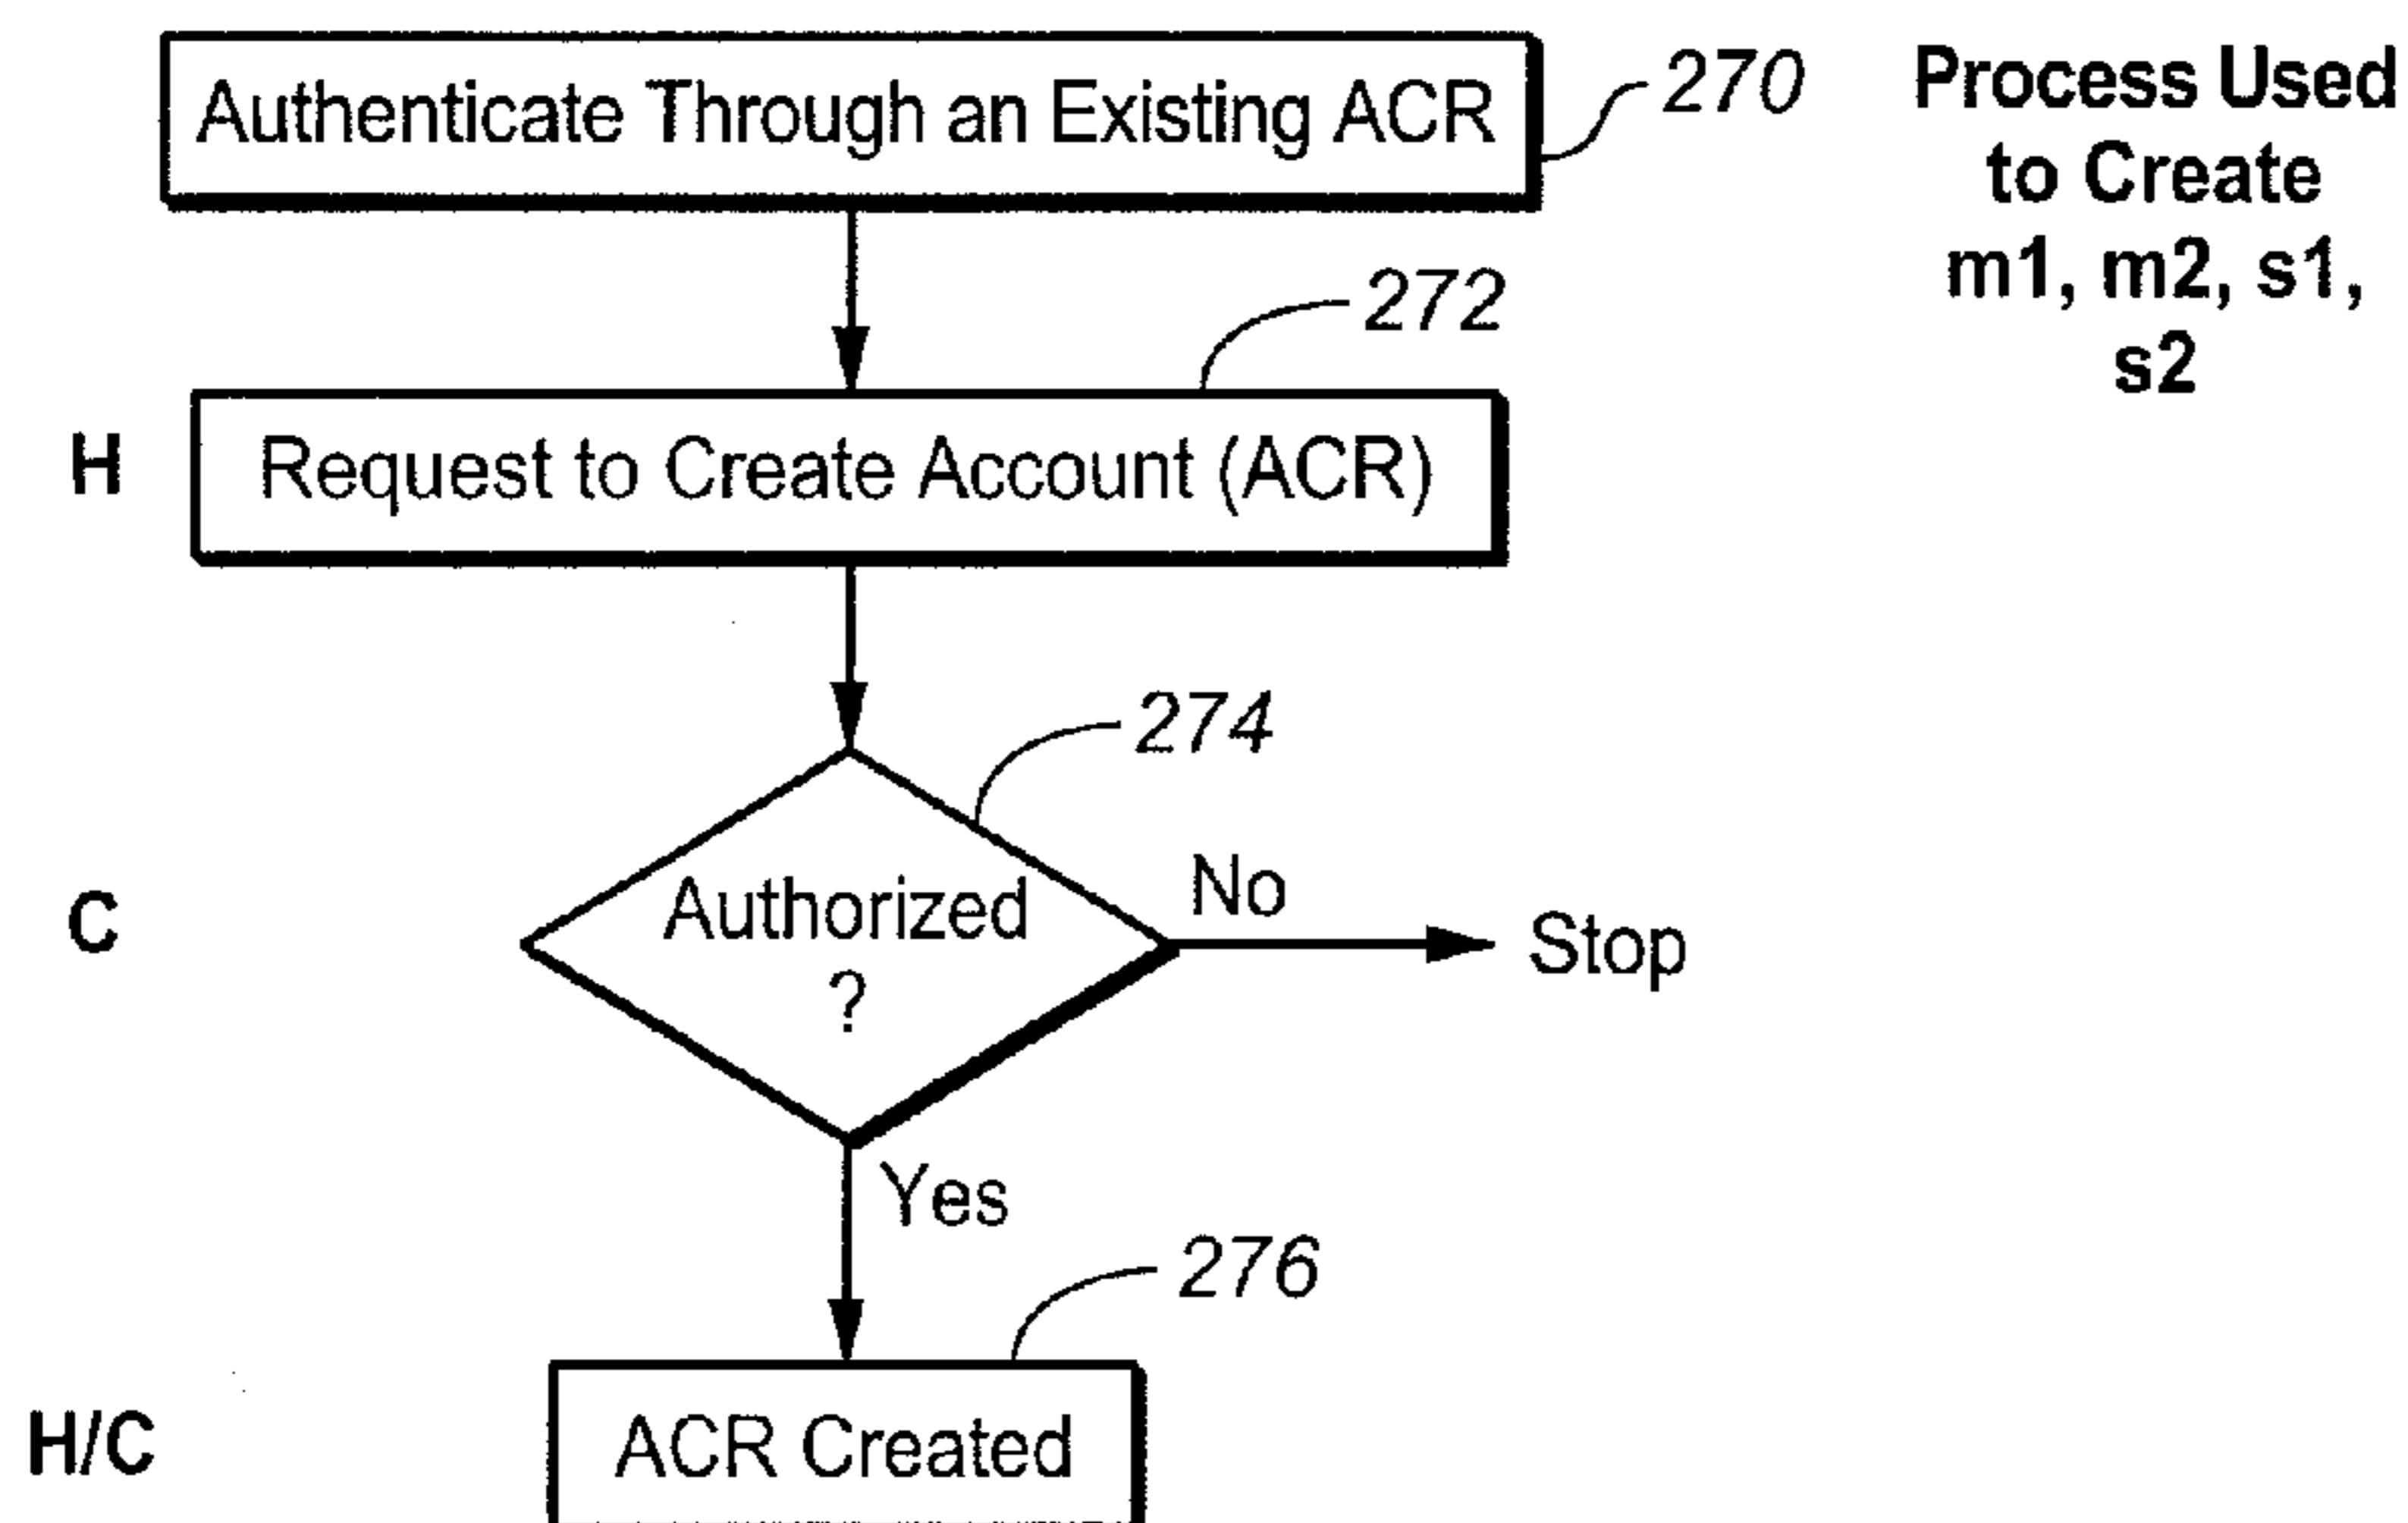 Authenticate Through an Existing ACR
270
Process Used
to Create
m1, m2, s1,
s2
272
H
Request to Create Account (ACR)
274
C
Authorized
?
No
Stop
Yes
276
H/C
ACR Created